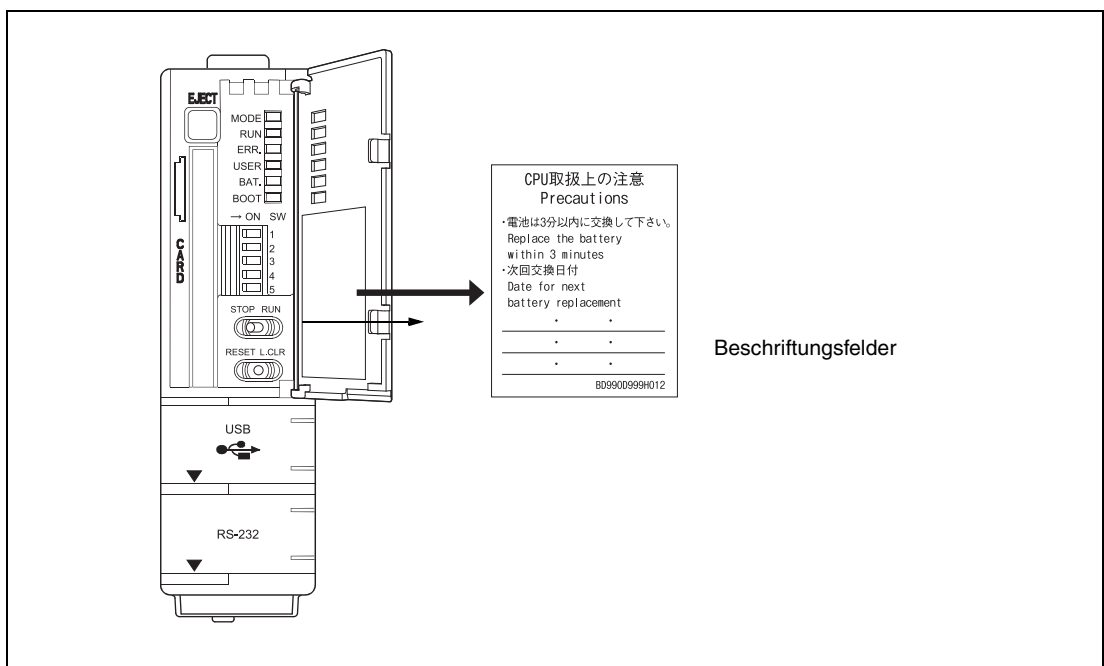 EJECT
MODE
RUN
ERR.
USER
BAT.
BOOT
→ ON SW
1
2
3
4
5
CARD
STOP RUN
RESET L.CLR
USB
RS-232
CPU取扱上の注意
Precautions
・電池は3分以内に交換して下さい。
Replace the battery
within 3 minutes
・次回交換日付
Date for next
battery replacement
・ ・
・ ・
・ ・
BD990D999H012
Beschriftungsfelder